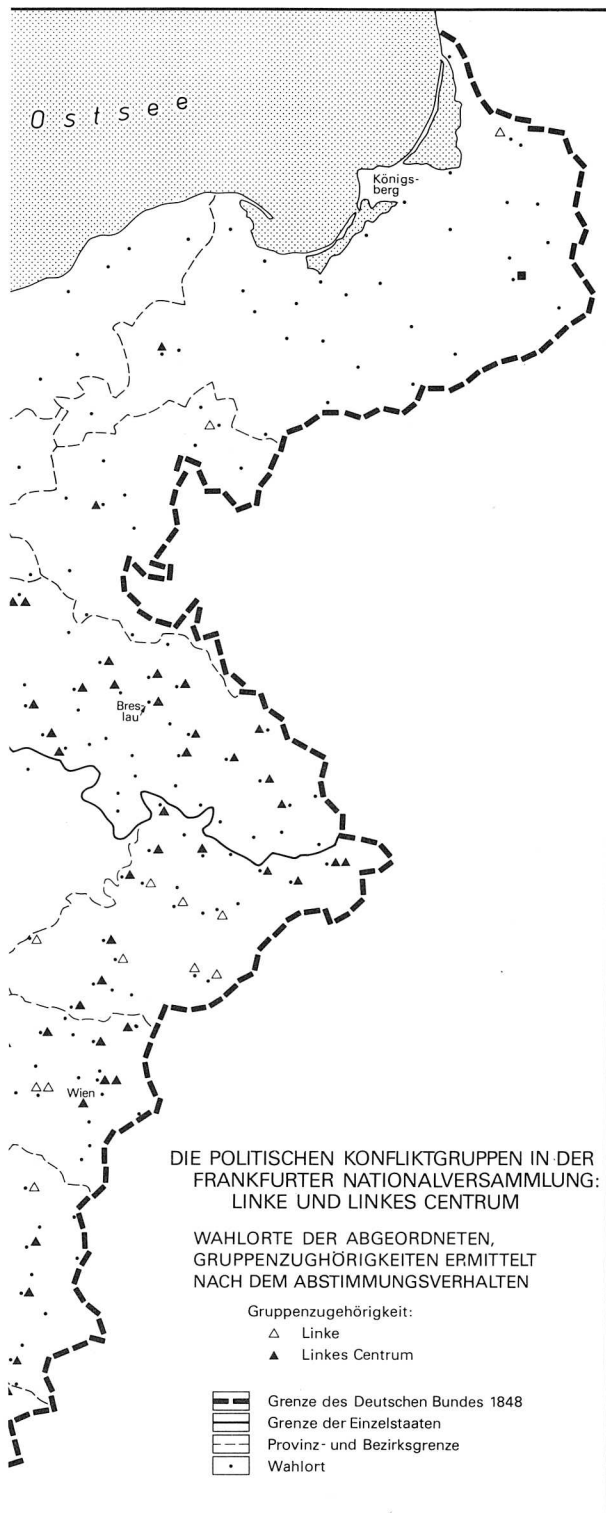 Ostsee
Königs-
berg
Bres-
lau
Wien
DIE POLITISCHEN KONFLIKTGRUPPEN IN DER
FRANKFURTER NATIONALVERSAMMLUNG:
LINKE UND LINKES CENTRUM
WAHLORTE DER ABGEORDNETEN,
GRUPPENZUGHÖRIGKEITEN ERMITTELT
NACH DEM ABSTIMMUNGSVERHALTEN
Gruppenzugehörigkeit:
Linke
Linkes Centrum
Grenze des Deutschen Bundes 1848
Grenze der Einzelstaaten
Provinz- und Bezirksgrenze
Wahlort